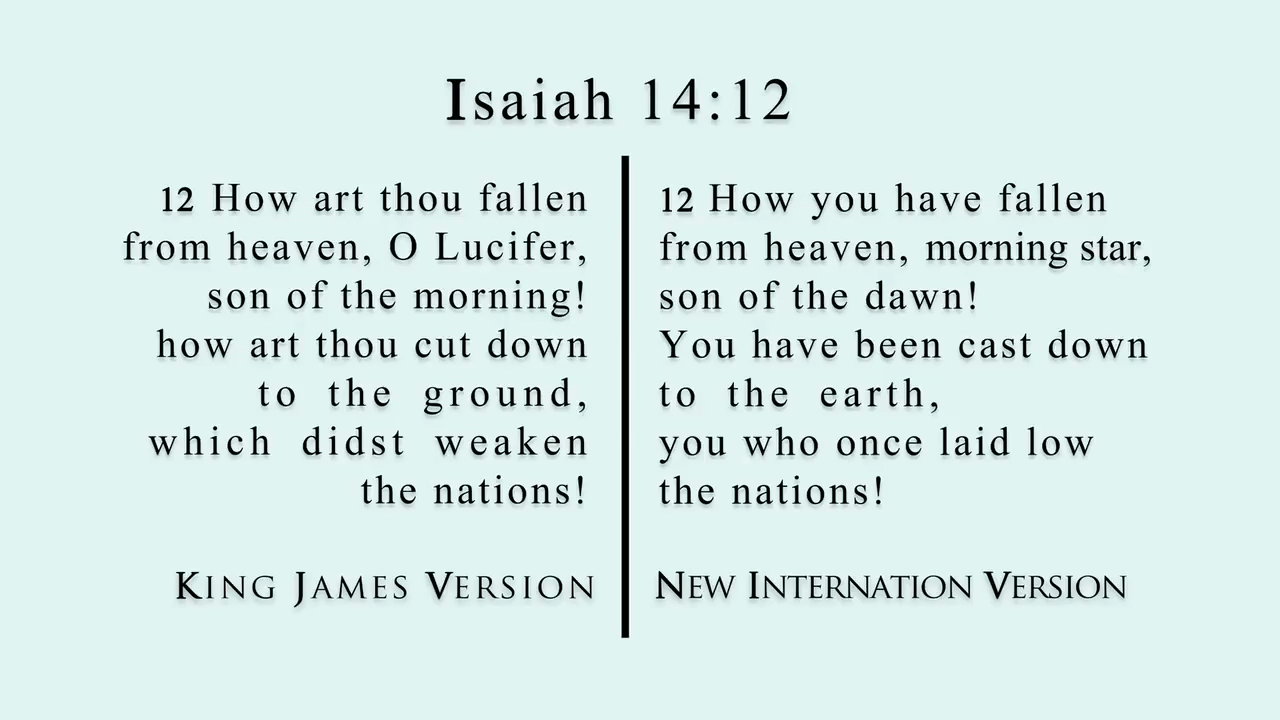 Isaiah 14:12
12 How art thou fallen
from heaven, O Lucifer,
son of the morning!
how art thou cut down
to the ground,
which didst weaken
the nations!
King James Version
12 How you have fallen
from heaven, morning star,
son of the dawn!
You have been cast down
to the earth,
you who once laid low
the nations!
New Internation Version